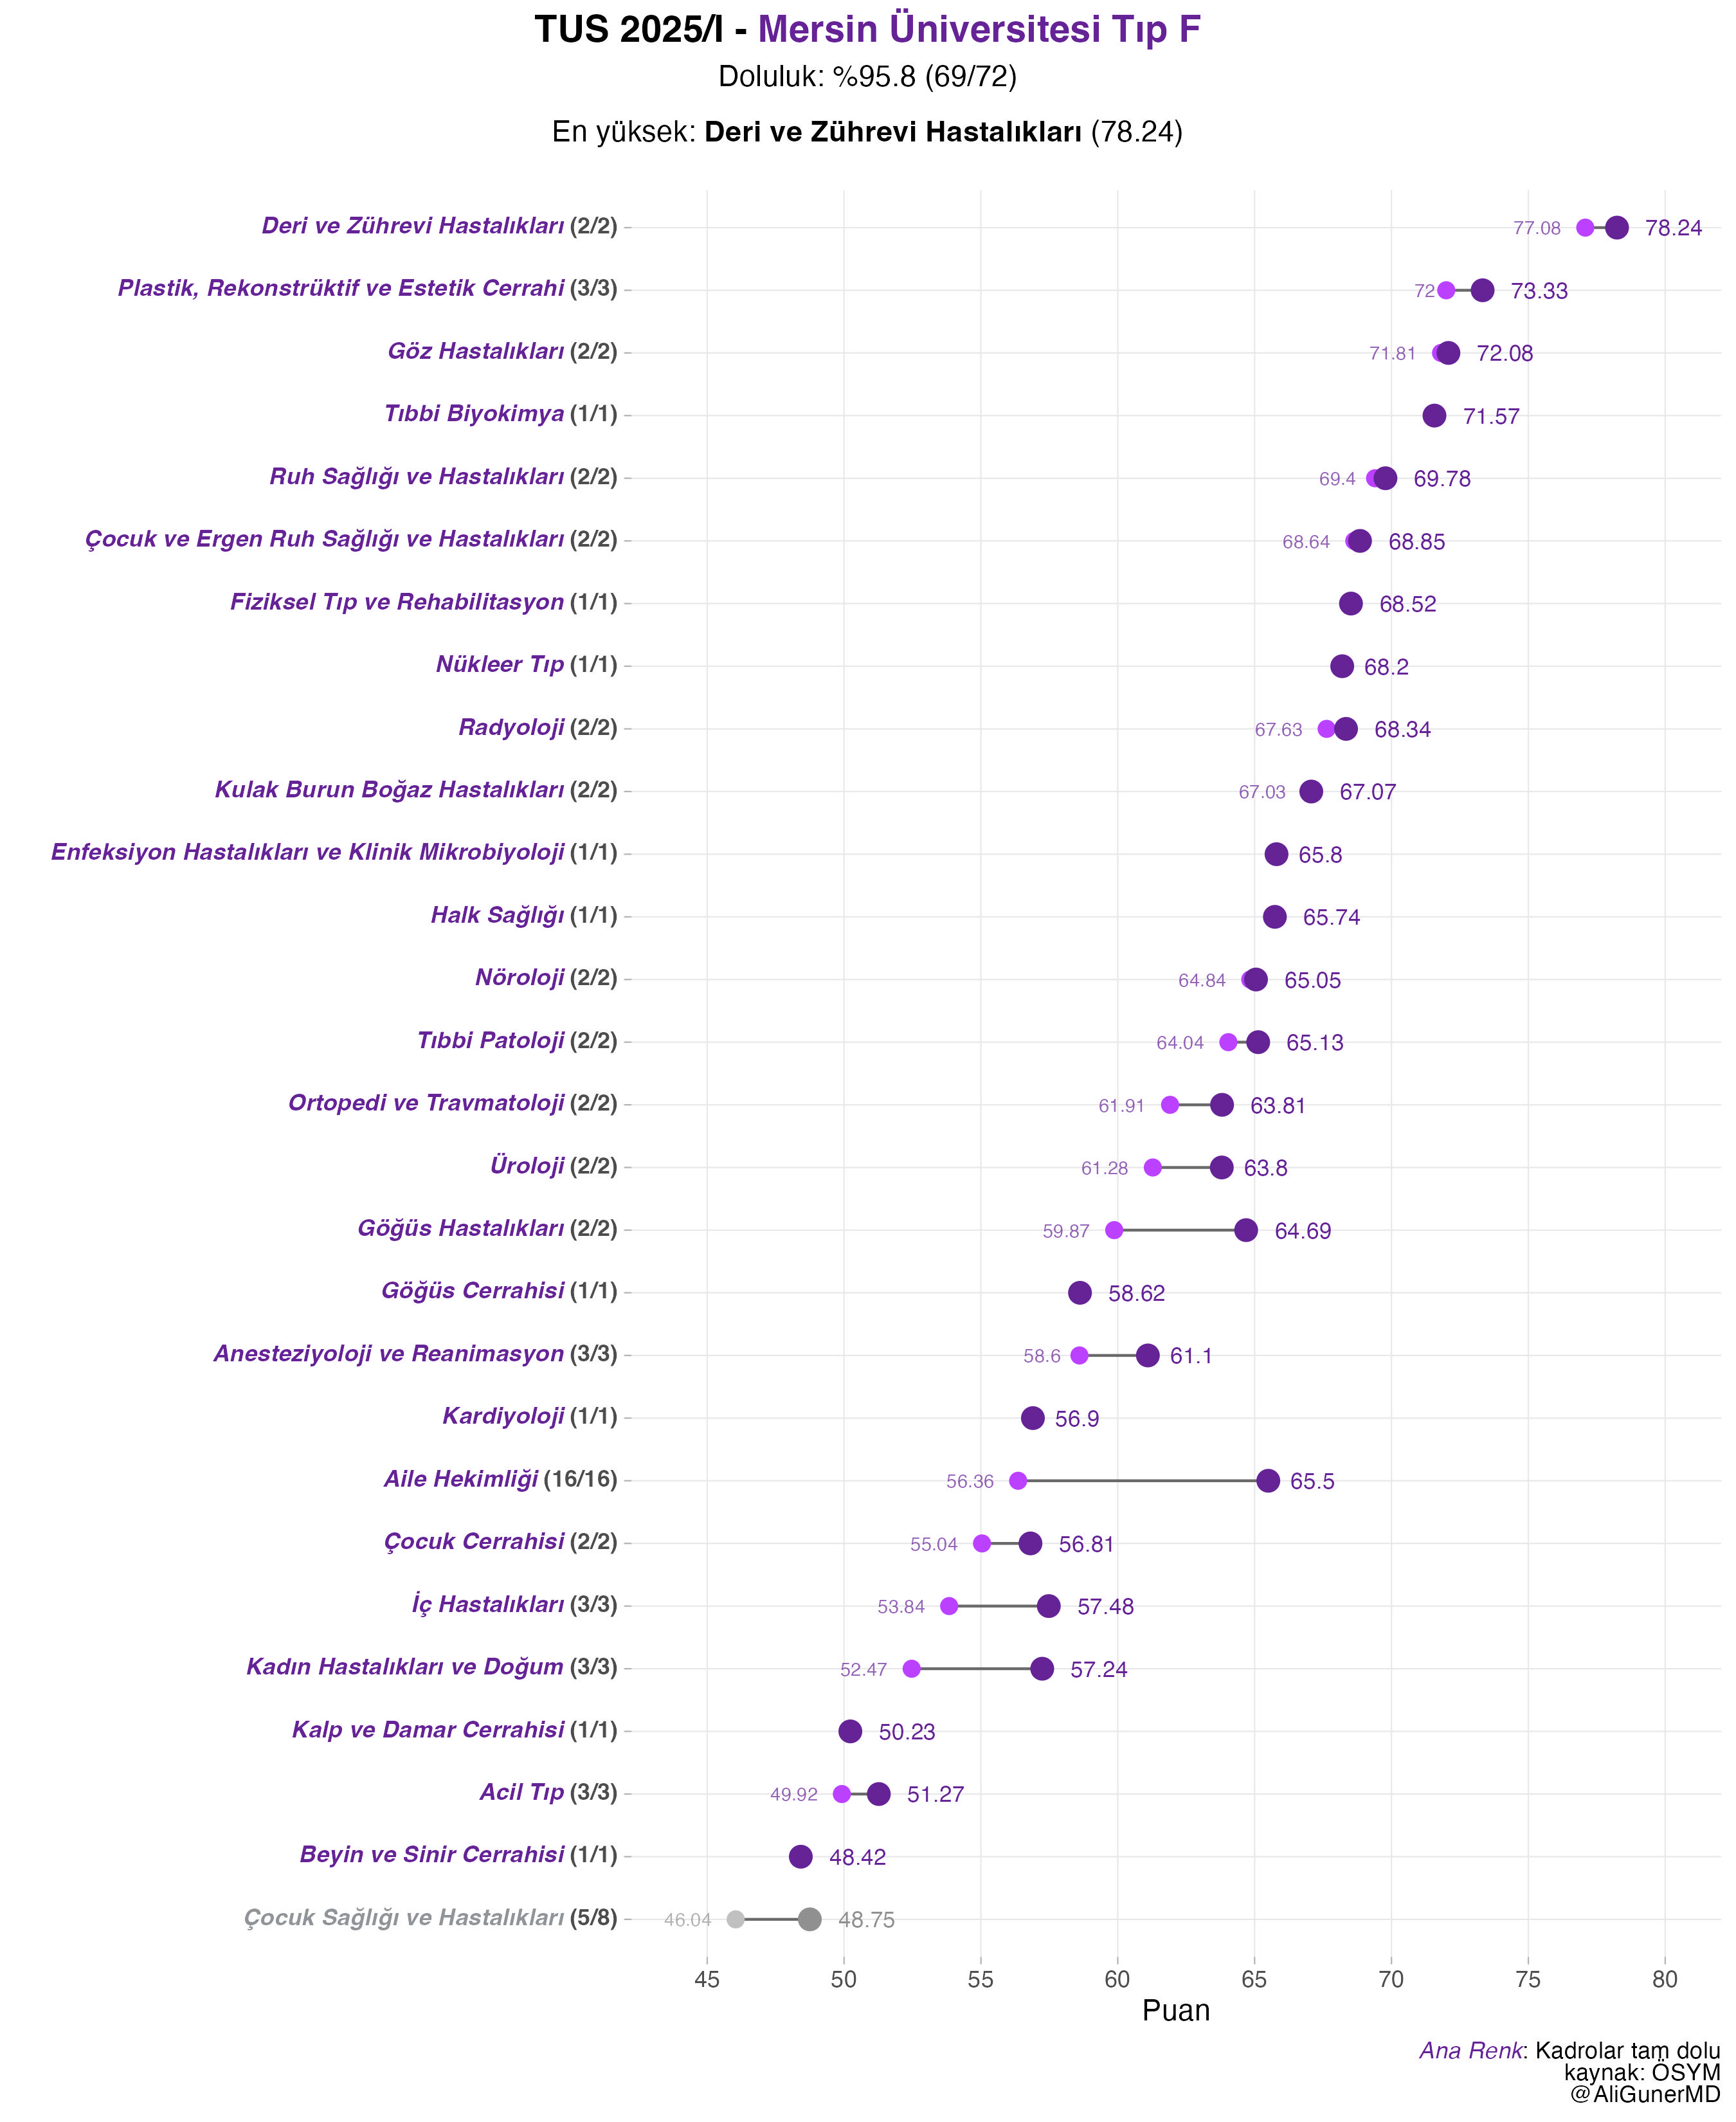 TUS 2025/I - Mersin Üniversitesi Tıp F
Doluluk: %95.8 (69/72)
En yüksek: Deri ve Zührevi Hastalıkları (78.24)
Deri ve Zührevi Hastalıkları (2/2) 77.08 78.24
Plastik, Rekonstrüktif ve Estetik Cerrahi (3/3) 72 73.33
Göz Hastalıkları (2/2) 71.81 72.08
Tıbbi Biyokimya (1/1) 71.57
Ruh Sağlığı ve Hastalıkları (2/2) 69.4 69.78
Çocuk ve Ergen Ruh Sağlığı ve Hastalıkları (2/2) 68.64 68.85
Fiziksel Tıp ve Rehabilitasyon (1/1) 68.52
Nükleer Tıp (1/1) 68.2
Radyoloji (2/2) 67.63 68.34
Kulak Burun Boğaz Hastalıkları (2/2) 67.03 67.07
Enfeksiyon Hastalıkları ve Klinik Mikrobiyoloji (1/1) 65.8
Halk Sağlığı (1/1) 65.74
Nöroloji (2/2) 64.84 65.05
Tıbbi Patoloji (2/2) 64.04 65.13
Ortopedi ve Travmatoloji (2/2) 61.91 63.81
Üroloji (2/2) 61.28 63.8
Göğüs Hastalıkları (2/2) 59.87 64.69
Göğüs Cerrahisi (1/1) 58.62
Anesteziyoloji ve Reanimasyon (3/3) 58.6 61.1
Kardiyoloji (1/1) 56.9
Aile Hekimliği (16/16) 56.36 65.5
Çocuk Cerrahisi (2/2) 55.04 56.81
İç Hastalıkları (3/3) 53.84 57.48
Kadın Hastalıkları ve Doğum (3/3) 52.47 57.24
Kalp ve Damar Cerrahisi (1/1) 50.23
Acil Tıp (3/3) 49.92 51.27
Beyin ve Sinir Cerrahisi (1/1) 48.42
Çocuk Sağlığı ve Hastalıkları (5/8) 46.04 48.75
45 50 55 60 65 70 75 80
Puan
Ana Renk: Kadrolar tam dolu
kaynak: ÖSYM
@AliGunerMD